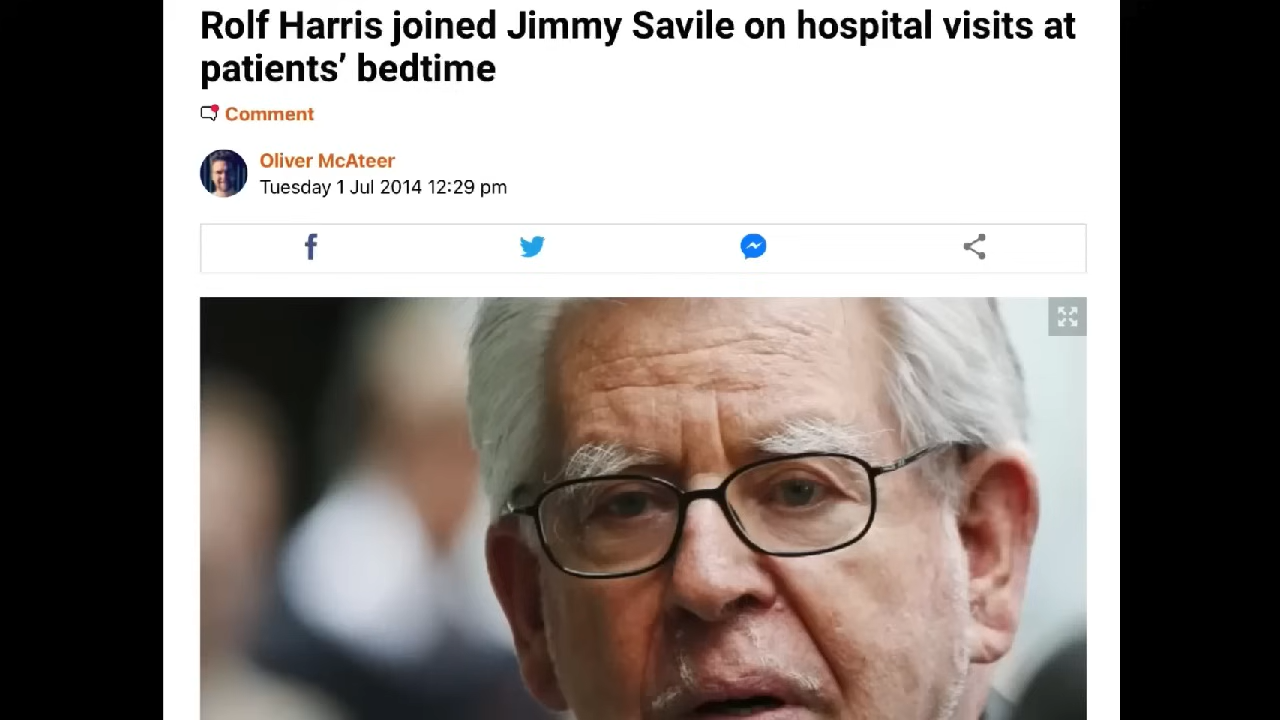 Rolf Harris joined Jimmy Savile on hospital visits at
patients’ bedtime
Comment
Oliver McAteer
Tuesday 1 Jul 2014 12:29 pm